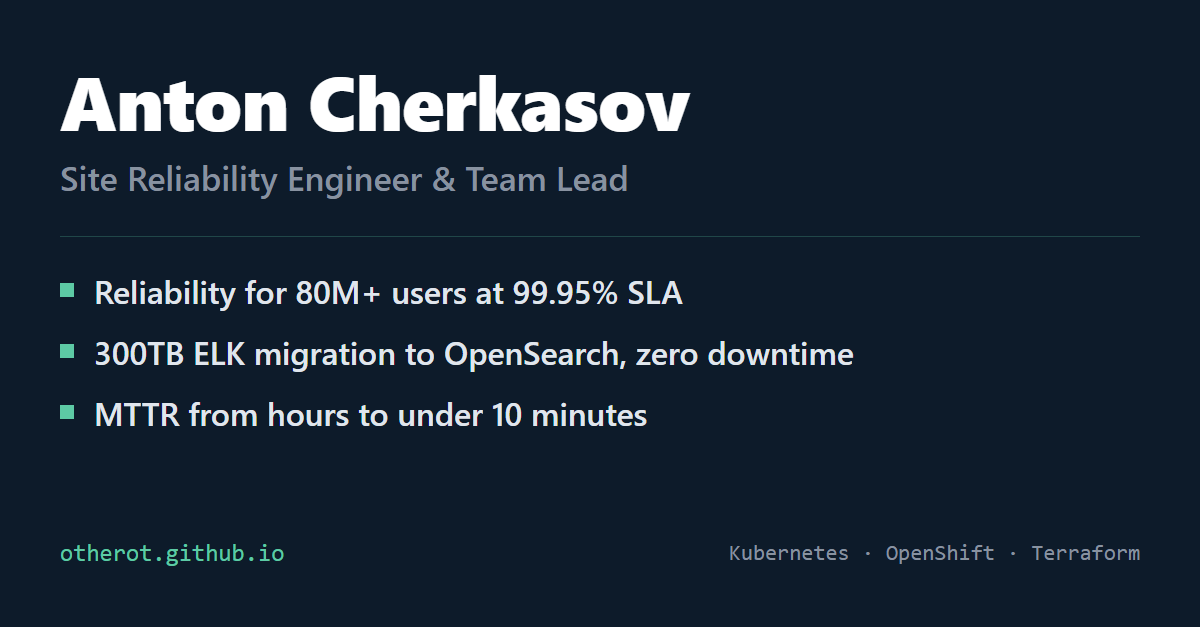 Anton Cherkasov
Site Reliability Engineer & Team Lead
Reliability for 80M+ users at 99.95% SLA
300TB ELK migration to OpenSearch, zero downtime
MTTR from hours to under 10 minutes
otherot.github.io
Kubernetes · OpenShift · Terraform